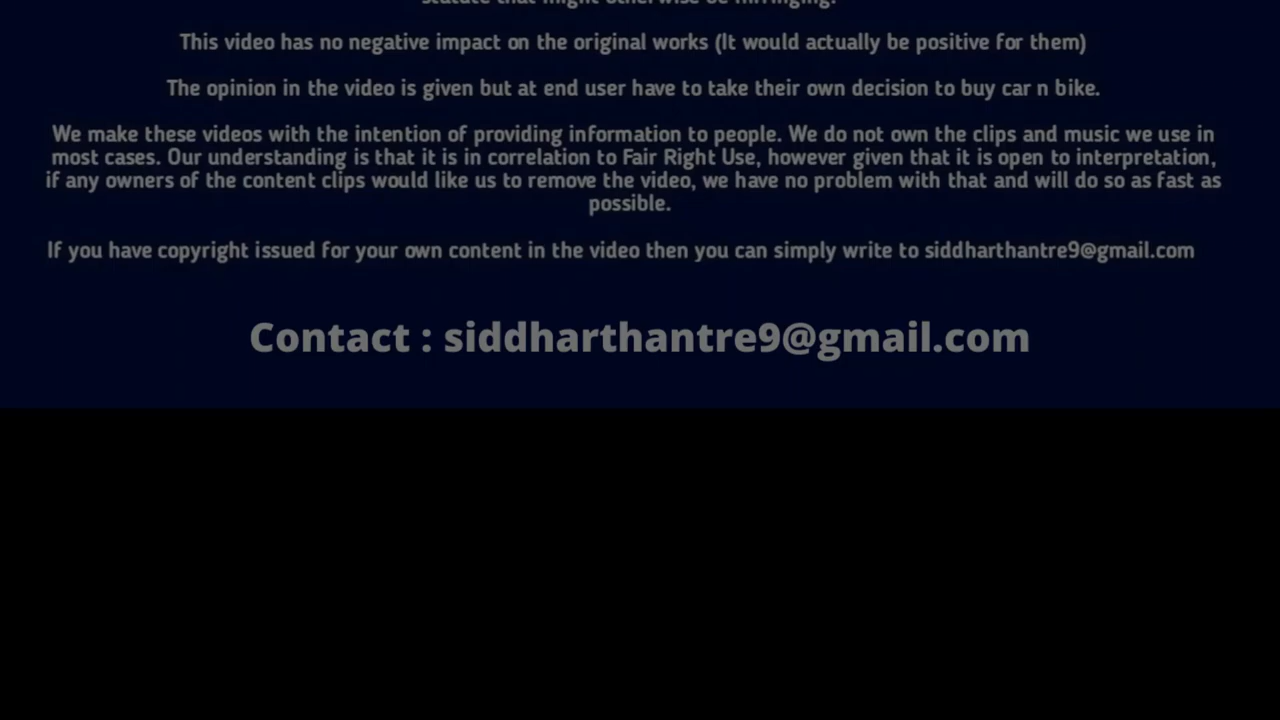 statute that might otherwise be infringing.
This video has no negative impact on the original works (It would actually be positive for them)
The opinion in the video is given but at end user have to take their own decision to buy car n bike.
We make these videos with the intention of providing information to people. We do not own the clips and music we use in
most cases. Our understanding is that it is in correlation to Fair Right Use, however given that it is open to interpretation,
if any owners of the content clips would like us to remove the video, we have no problem with that and will do so as fast as
possible.
If you have copyright issued for your own content in the video then you can simply write to siddharthantre9@gmail.com
Contact : siddharthantre9@gmail.com